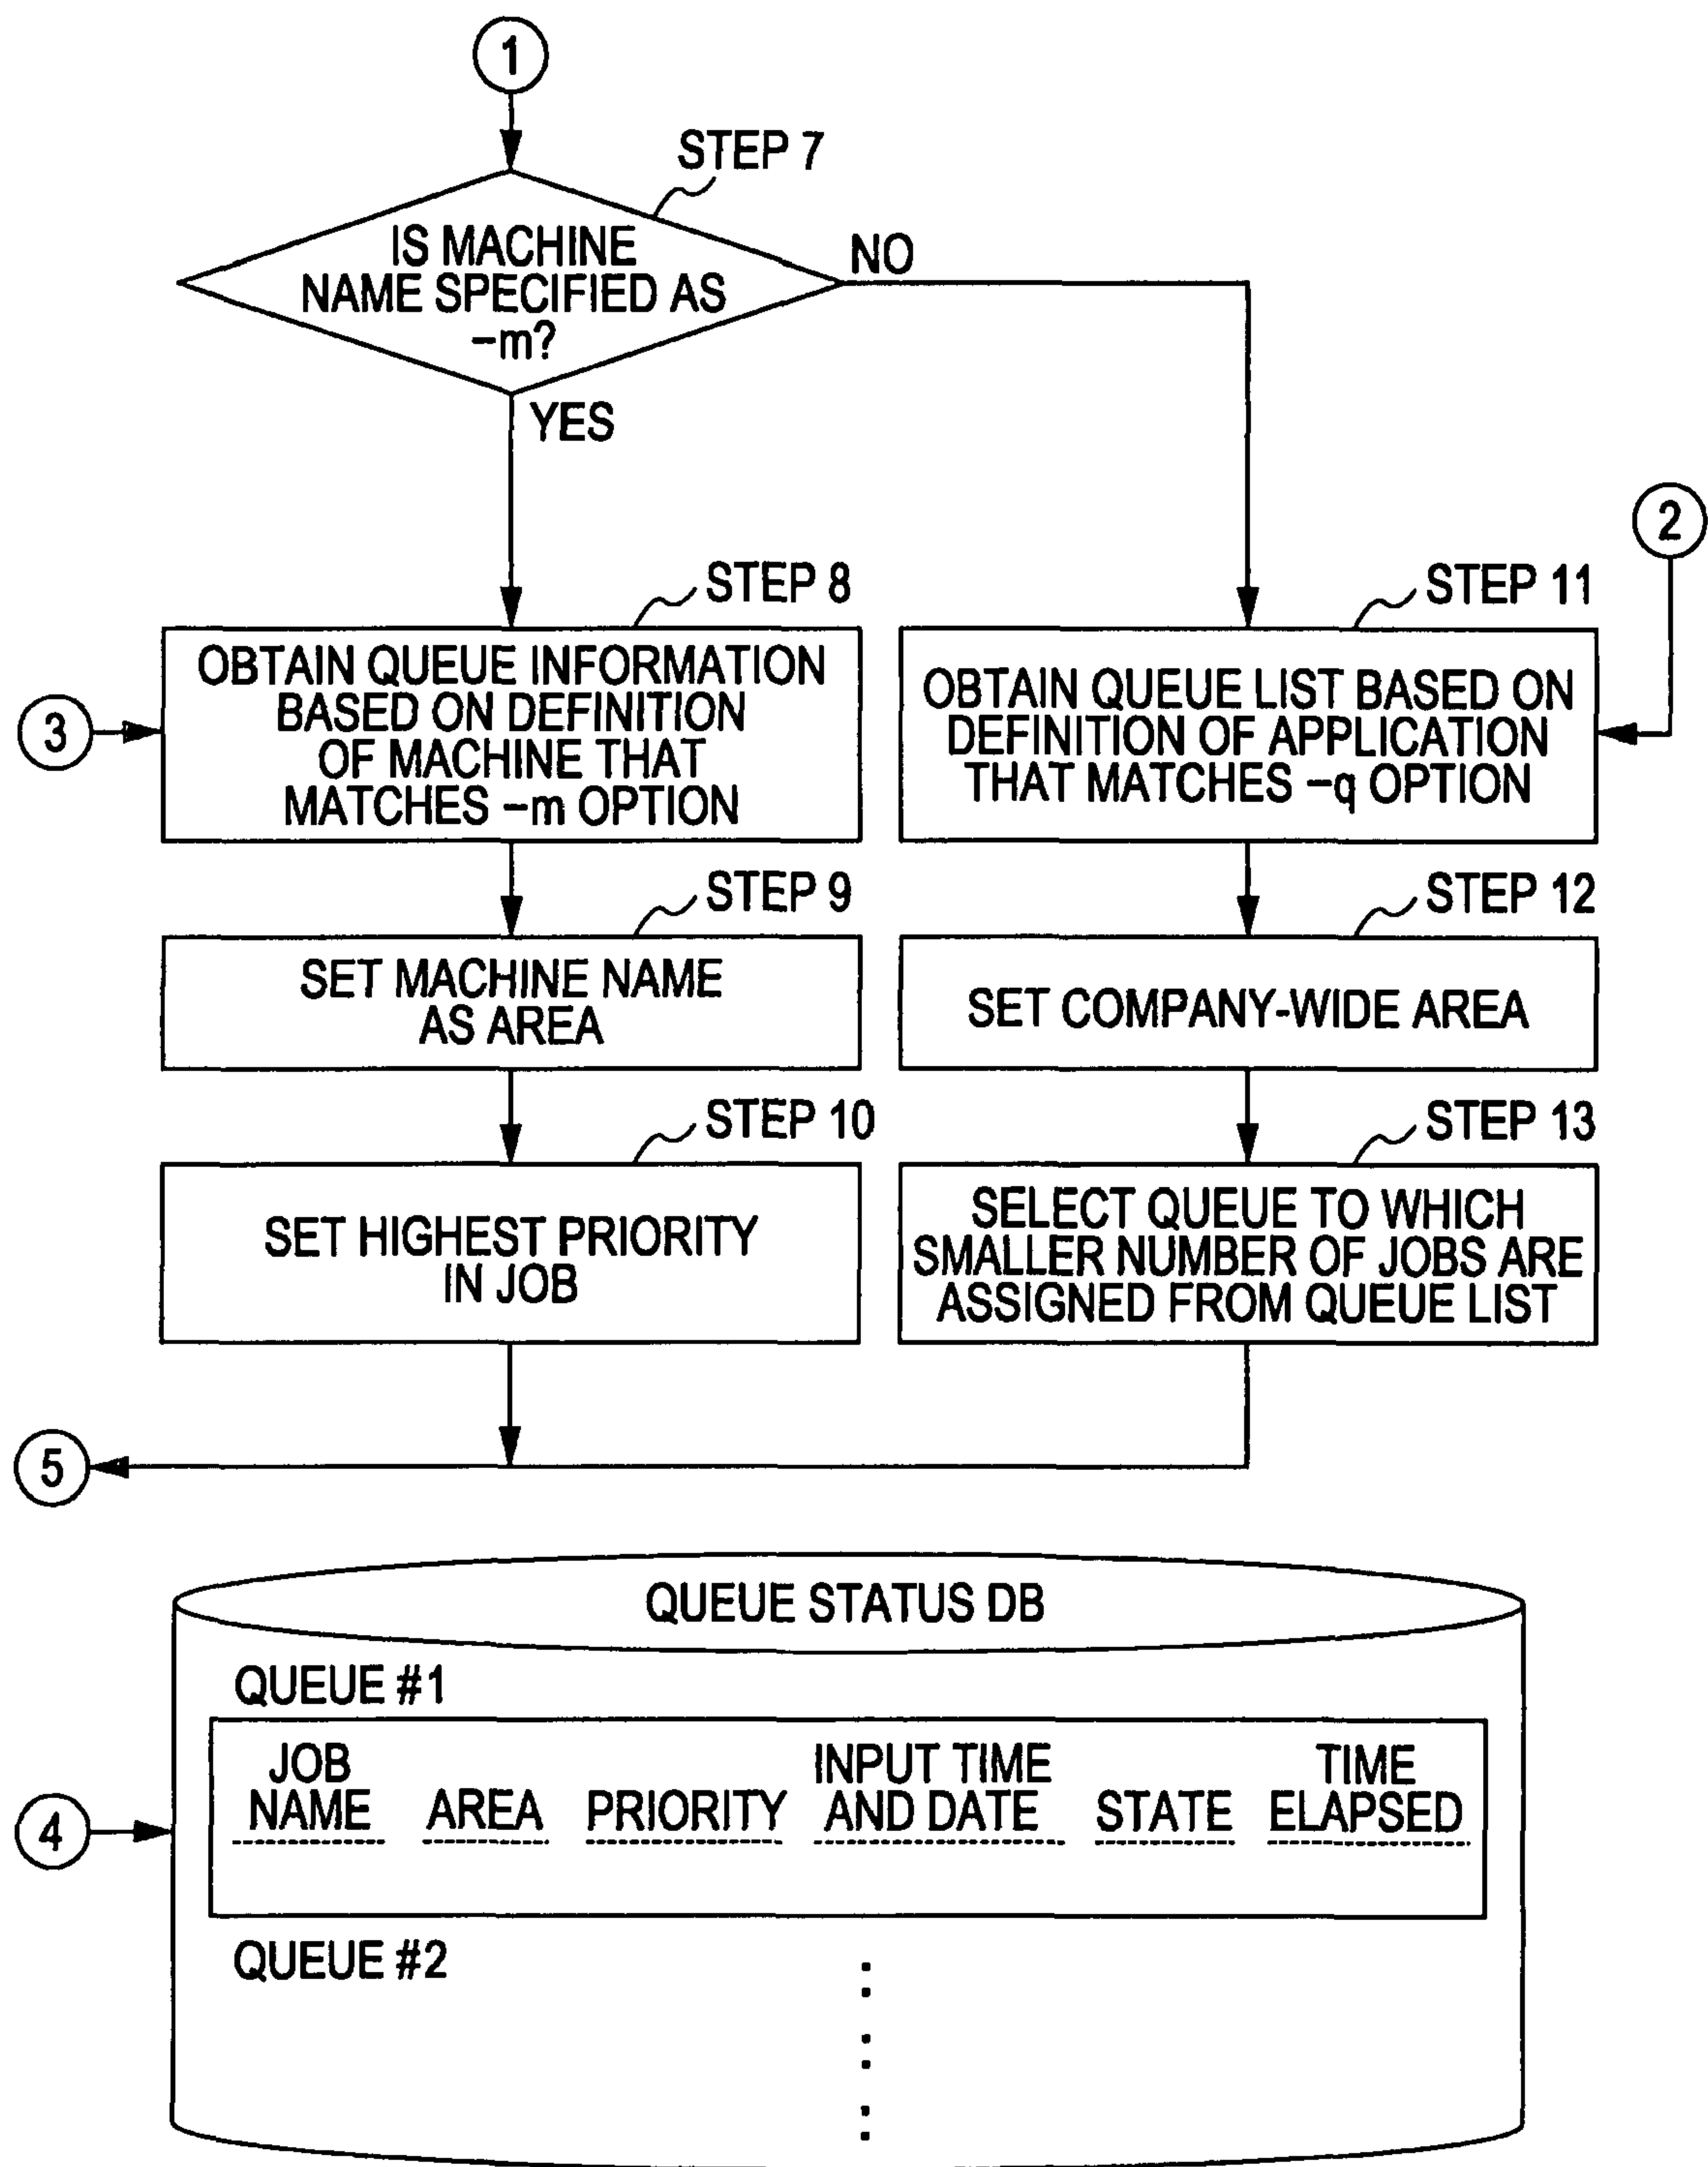 1
STEP 7
IS MACHINE
NAME SPECIFIED AS
–m?
NO
YES
2
STEP 8
OBTAIN QUEUE INFORMATION
BASED ON DEFINITION
OF MACHINE THAT
MATCHES –m OPTION
3
STEP 11
OBTAIN QUEUE LIST BASED ON
DEFINITION OF APPLICATION
THAT MATCHES –q OPTION
STEP 9
SET MACHINE NAME
AS AREA
STEP 12
SET COMPANY-WIDE AREA
STEP 10
SET HIGHEST PRIORITY
IN JOB
STEP 13
SELECT QUEUE TO WHICH
SMALLER NUMBER OF JOBS ARE
ASSIGNED FROM QUEUE LIST
5
QUEUE STATUS DB
QUEUE #1
JOB
NAME
AREA
PRIORITY
INPUT TIME
AND DATE
STATE
TIME
ELAPSED
4
QUEUE #2